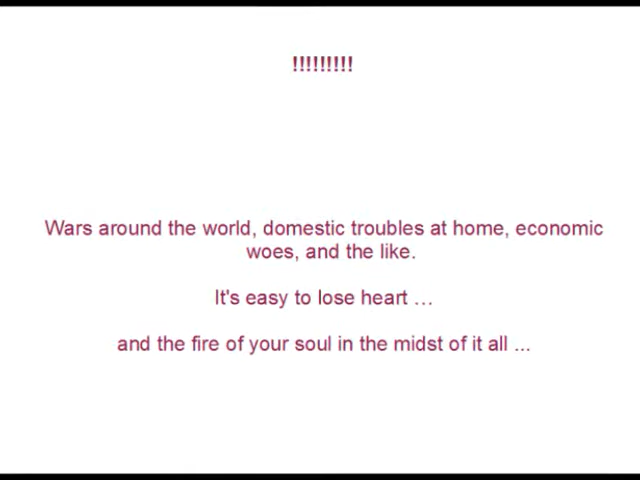 !!!!!!!!!
Wars around the world, domestic troubles at home, economic
woes, and the like.
It's easy to lose heart …
and the fire of your soul in the midst of it all ...